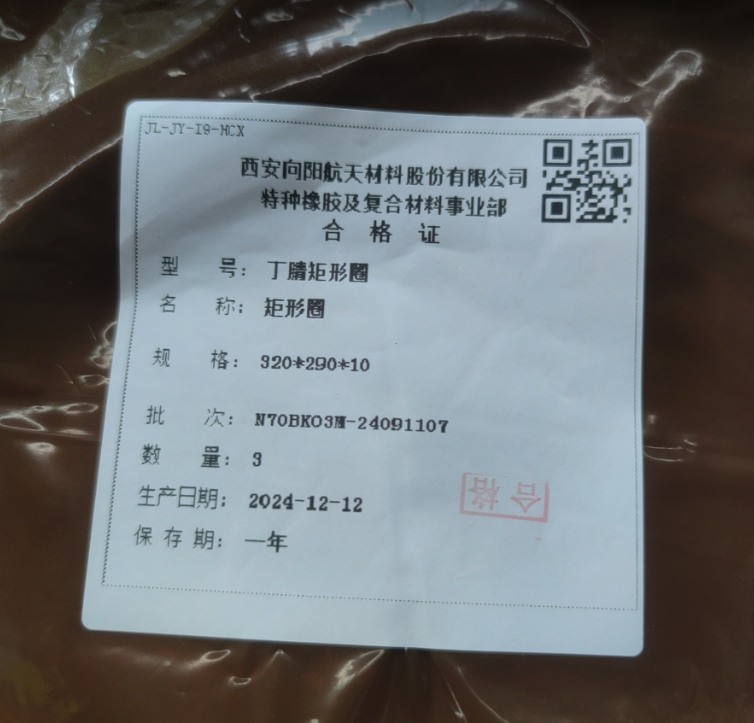 JL-JY-I9-HCX
西安向阳航天材料股份有限公司
特种橡胶及复合材料事业部
合 格 证
型 号：丁腈矩形圈
名 称：矩形圈
规 格：320*290*10
批 次：N70BK03M-24091107
数 量：3
生产日期：2024-12-12
保 存 期：一年
合格